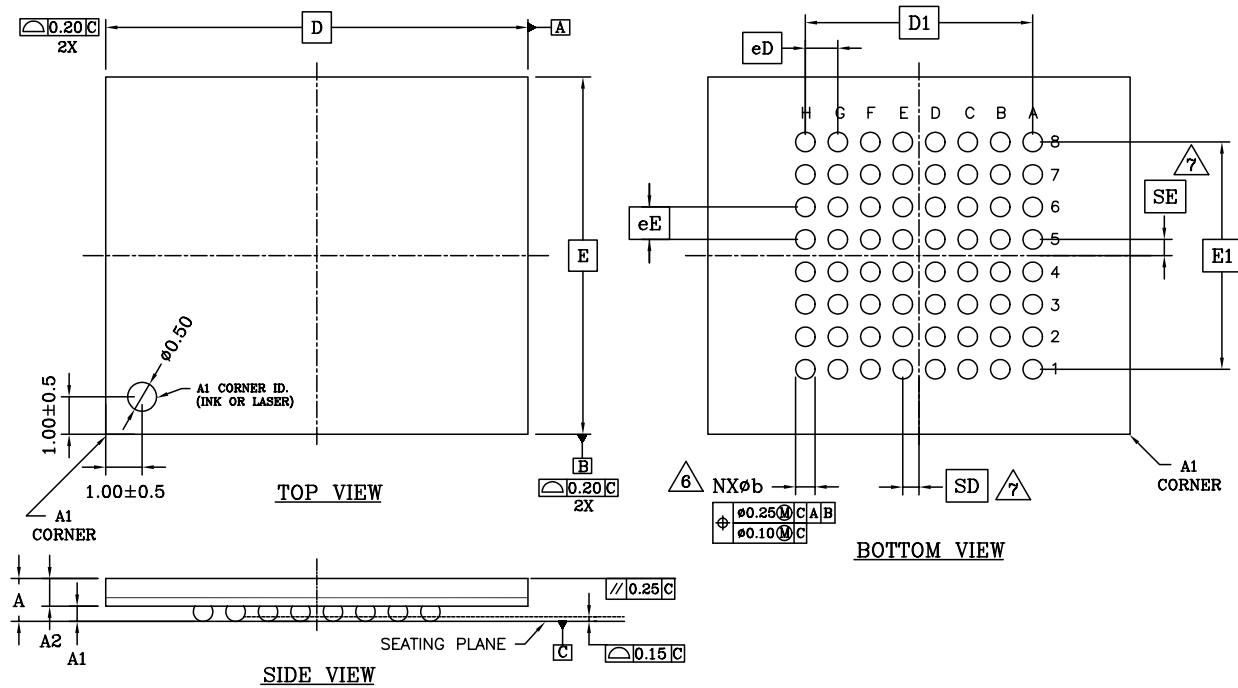 ⌓ 0.20 C
2X
D
A
E
ø0.50
A1 CORNER ID.
(INK OR LASER)
1.00±0.5
1.00±0.5
B
⌓ 0.20 C
2X
TOP VIEW
A1
CORNER
D1
eD
H G F E D C B A
8
7
6
5
4
3
2
1
7
SE
eE
E1
6 NXøb
SD 7
⌖ ø0.25Ⓜ C A B
ø0.10Ⓜ C
A1
CORNER
BOTTOM VIEW
A
A2
A1
// 0.25 C
SEATING PLANE
C
⌓ 0.15 C
SIDE VIEW